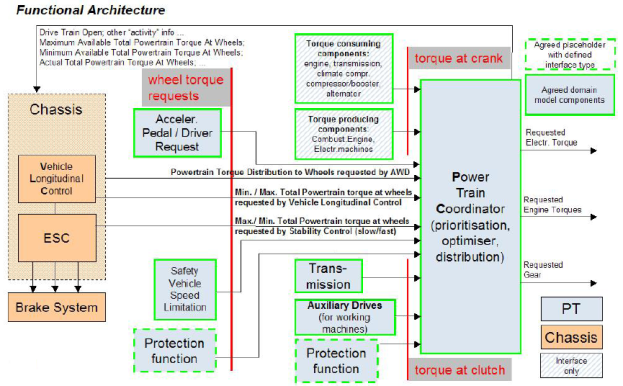 Functional Architecture
Drive Train Open; other "activity" info ...
Maximum Available Total Powertrain Torque At Wheels;
Minimum Available Total Powertrain Torque At Wheels;
Actual Total Powertrain Torque At Wheels; ...
Chassis
Vehicle
Longitudinal
Control
ESC
Brake System
wheel torque
requests
Acceler.
Pedal / Driver
Request
Powertrain Torque Distribution to Wheels requested by AWD
Min. / Max. Total Powertrain torque at wheels
requested by Vehicle Longitudinal Control
Max./ Min. Total Powertrain torque at wheels
requested by Stability Control (slow/fast)
Safety
Vehicle
Speed
Limitation
Protection
function
Torque consuming
components:
engine, transmission,
climate compr.
compressor/booster
alternator
Torque producing
components:
Combust.Engine,
Electr.machines
torque at crank
Trans-
mission
Auxiliary Drives
(for working
machines)
Protection
function
torque at clutch
Power
Train
Coordinator
(prioritisation,
optimiser,
distribution)
Agreed placeholder
with defined
interface type
Agreed domain
model components
Requested
Electr. Torque
Requested
Engine Torques
Requested
Gear
PT
Chassis
Interface
only